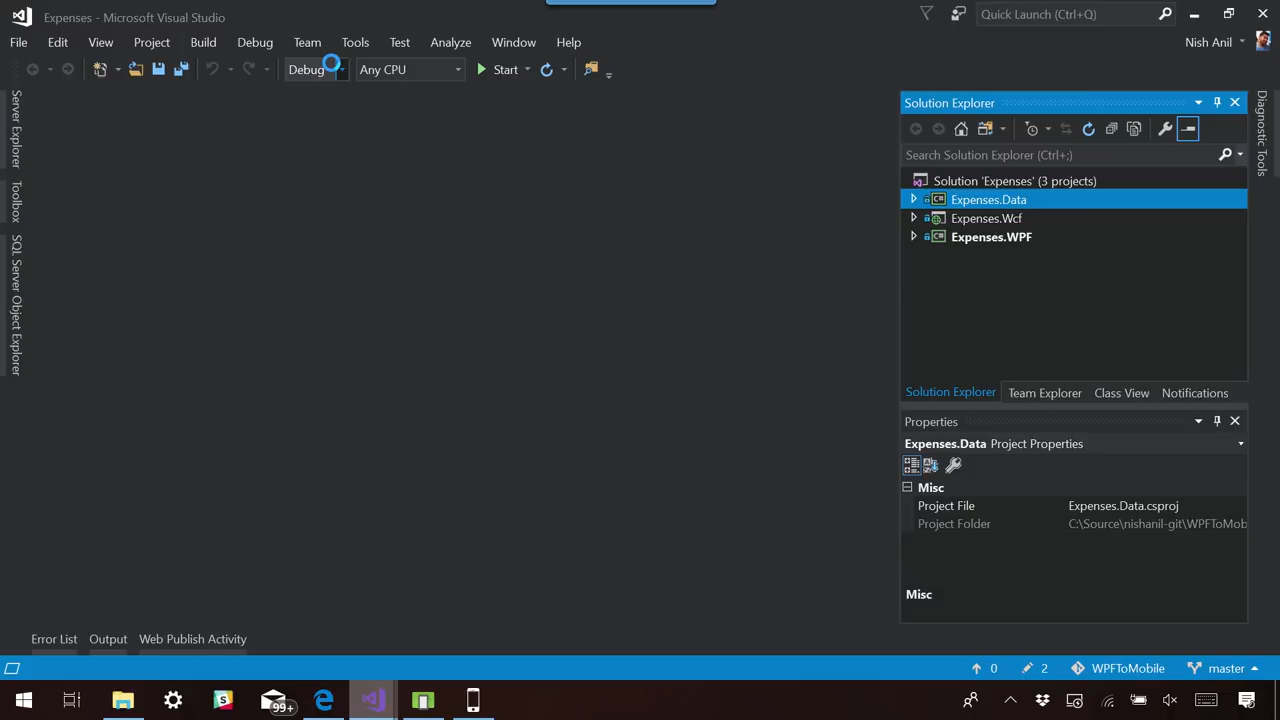 Expenses - Microsoft Visual Studio
Quick Launch (Ctrl+Q)
File Edit View Project Build Debug Team Tools Test Analyze Window Help
Nish Anil
Debug Any CPU Start
Server Explorer
Toolbox
SQL Server Object Explorer
Solution Explorer
Search Solution Explorer (Ctrl+;)
Solution 'Expenses' (3 projects)
C# Expenses.Data
Expenses.Wcf
C# Expenses.WPF
Solution Explorer Team Explorer Class View Notifications
Properties
Expenses.Data Project Properties
Misc
Project File Expenses.Data.csproj
Project Folder C:\Source\nishanil-git\WPFToMob
Misc
Diagnostic Tools
Error List Output Web Publish Activity
0 2 WPFToMobile master
99+